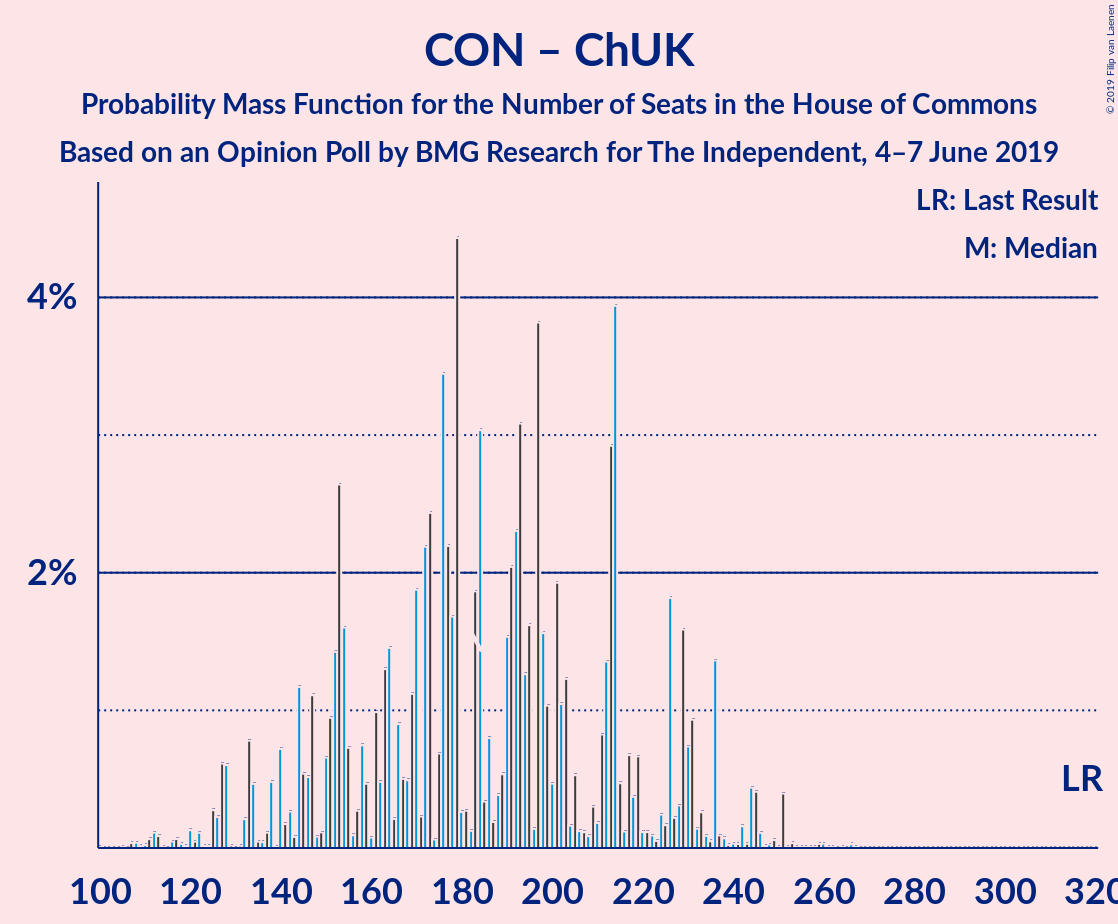 CON – ChUK
Probability Mass Function for the Number of Seats in the House of Commons
Based on an Opinion Poll by BMG Research for The Independent, 4–7 June 2019
© 2019 Filip van Laenen
LR: Last Result
M: Median
4%
2%
LR
100 120 140 160 180 200 220 240 260 280 300 320